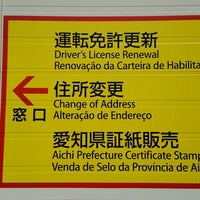 運転免許更新
Driver's License Renewal
Renovação da Carteira de Habilita
住所変更
Change of Address
Alteração de Endereço
窓口
愛知県証紙販売
Aichi Prefecture Certificate Stamp
Venda de Selo da Província de Ai